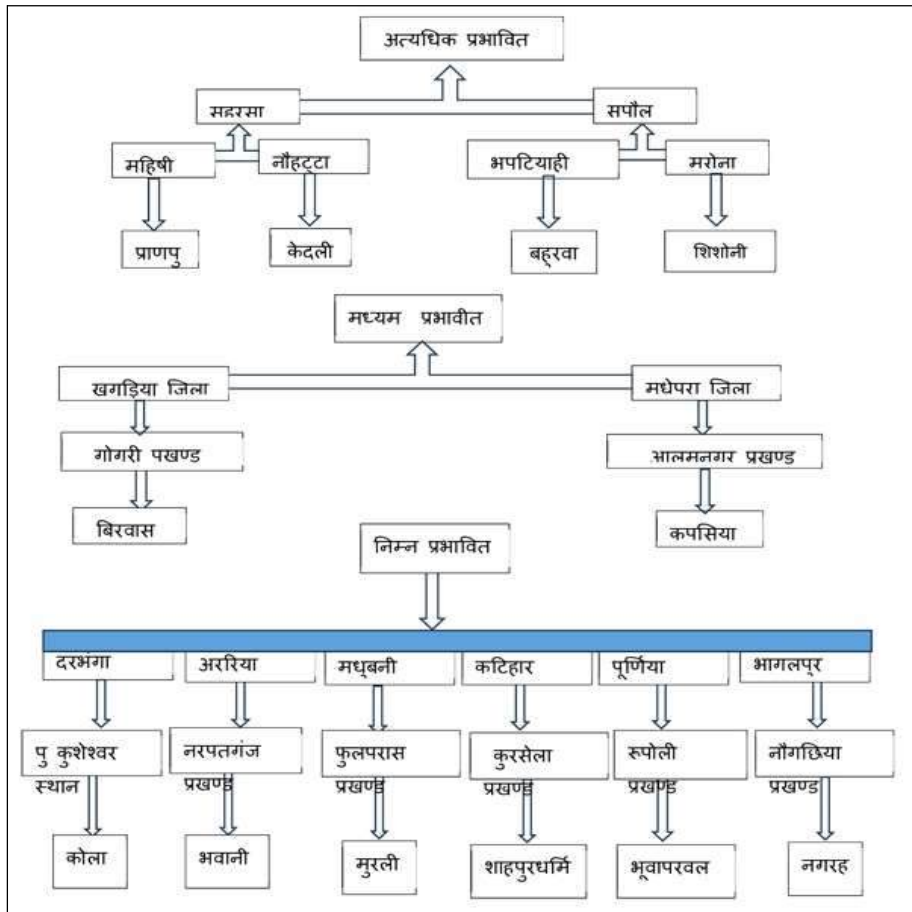 अत्यधिक प्रभावित
सहरसा
सपौल
महिषी
नौहट्टा
भपटियाही
मरोना
प्राणपु
केदली
बह्रवा
शिशोनी
मध्यम प्रभावीत
खगड़िया जिला
मधेपरा जिला
गोगरी पखण्ड
आलमनगर प्रखण्ड
बिरवास
कपसिया
निम्न प्रभावित
दरभंगा
अररिया
मध्बनी
कटिहार
पूर्णिया
भागलप्र
पु कुशेश्वर
स्थान
नरपतगंज
प्रखण्ड
फुलपरास
प्रखण्ड
कुरसेला
प्रखण्ड
रूपोली
प्रखण्ड
नौगछिया
प्रखण्ड
कोला
भवानी
मुरली
शाहपुरधर्मि
भूवापरवल
नगरह